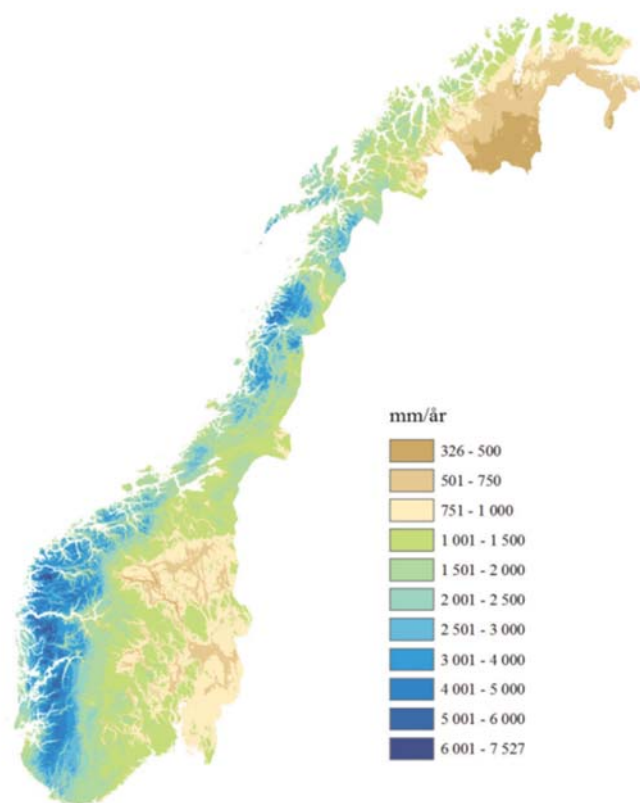 mm/år
326 - 500
501 - 750
751 - 1 000
1 001 - 1 500
1 501 - 2 000
2 001 - 2 500
2 501 - 3 000
3 001 - 4 000
4 001 - 5 000
5 001 - 6 000
6 001 - 7 527